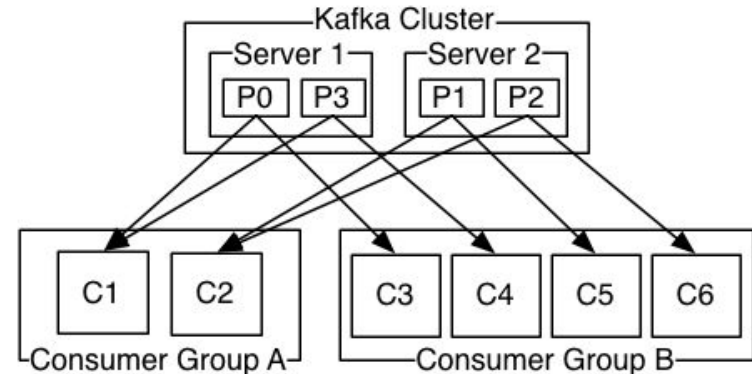 Kafka Cluster
Server 1 Server 2
P0 P3 P1 P2
C1 C2 C3 C4 C5 C6
Consumer Group A Consumer Group B